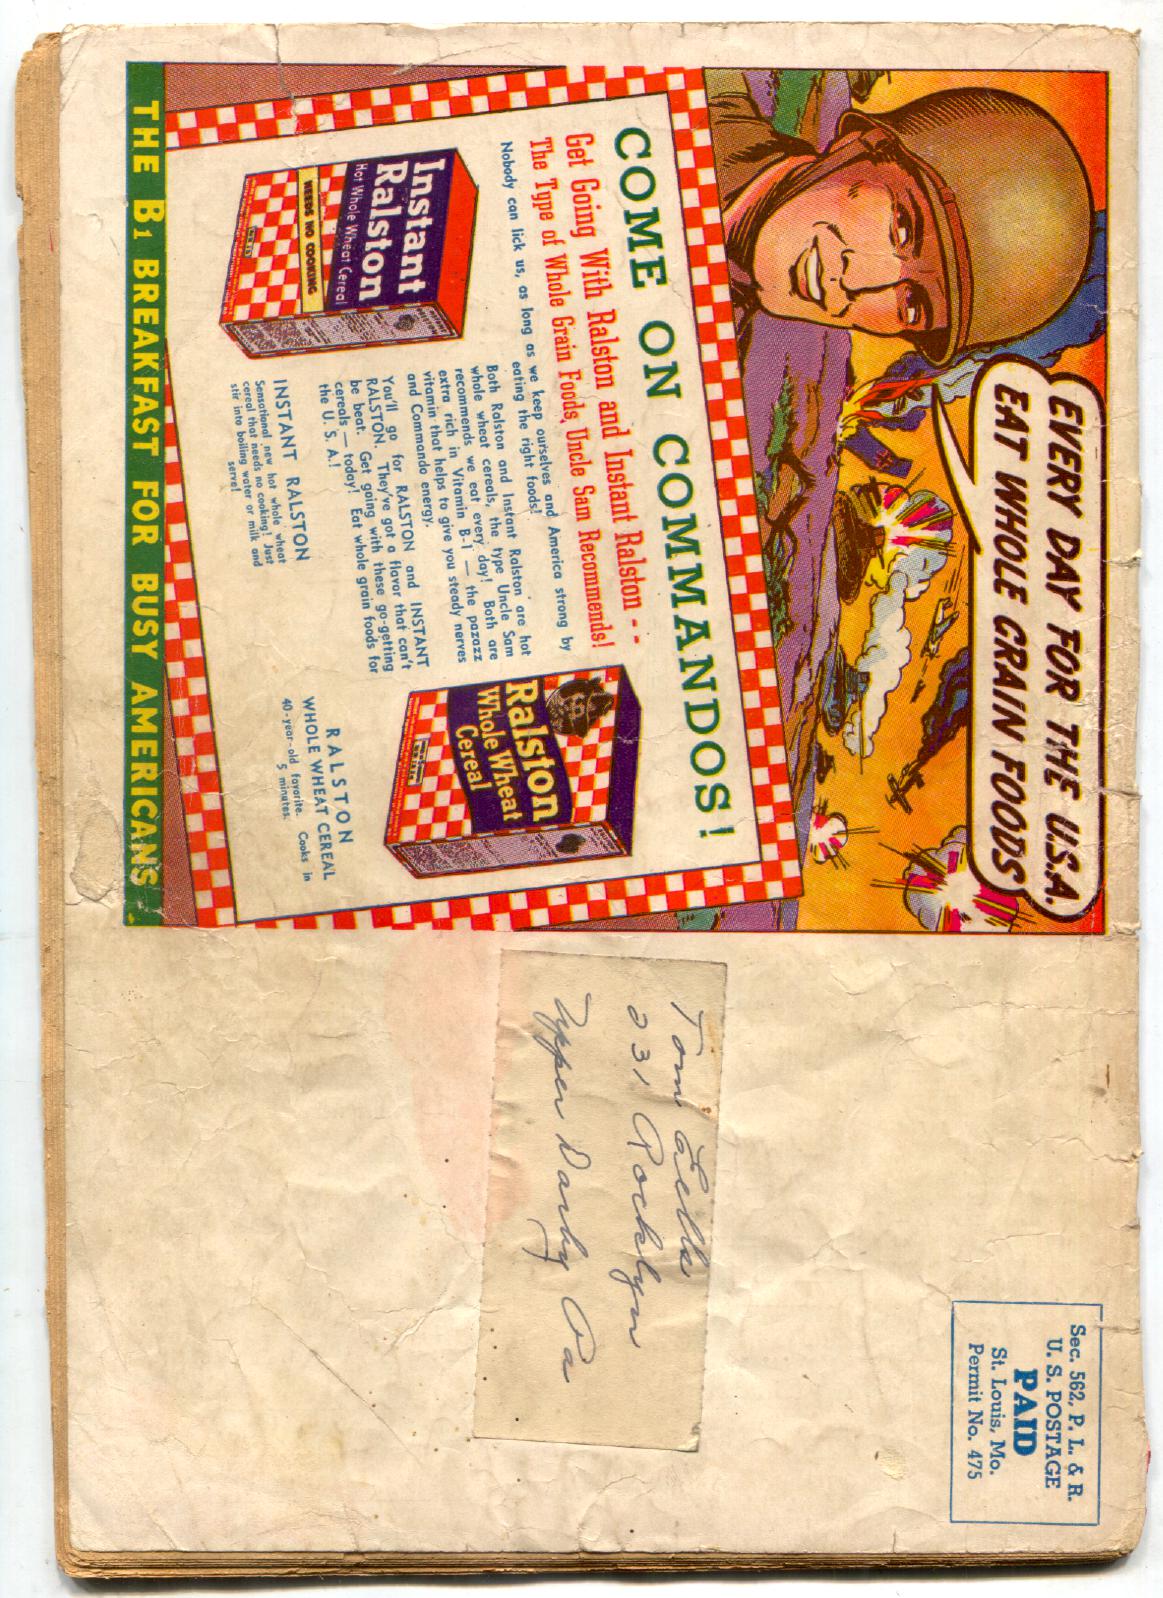 EVERY DAY FOR THE U.S.A.
EAT WHOLE GRAIN FOODS
COME ON COMMANDOS!
Get Going With Ralston and Instant Ralston - -
The Type of Whole Grain Foods, Uncle Sam Recommends!
Nobody can lick us, as long as we keep ourselves and America strong by
eating the right foods!
Both Ralston and Instant Ralston are hot
whole wheat cereals, the type Uncle Sam
recommends we eat every day! Both are
extra rich in Vitamin B-1 — the pazazz
vitamin that helps to give you steady nerves
and Commando energy.
You'll go for RALSTON and INSTANT
RALSTON. They've got a flavor that can't
be beat. Get going with these go-getting
cereals — today! Eat whole grain foods for
the U. S. A.!
Instant
Ralston
Hot Whole Wheat Cereal
NEEDS NO COOKING
INSTANT RALSTON
Sensational new hot whole wheat
cereal that needs no cooking! Just
stir into boiling water or milk and
serve!
Ralston
Whole Wheat
Cereal
RALSTON
WHOLE WHEAT CEREAL
40-year-old favorite. Cooks in
5 minutes.
THE B1 BREAKFAST FOR BUSY AMERICANS.
Sec. 562, P. L. & R.
U. S. POSTAGE
PAID
St. Louis, Mo.
Permit No. 475
Tom
231 Rocklyn
Upper Darby Pa